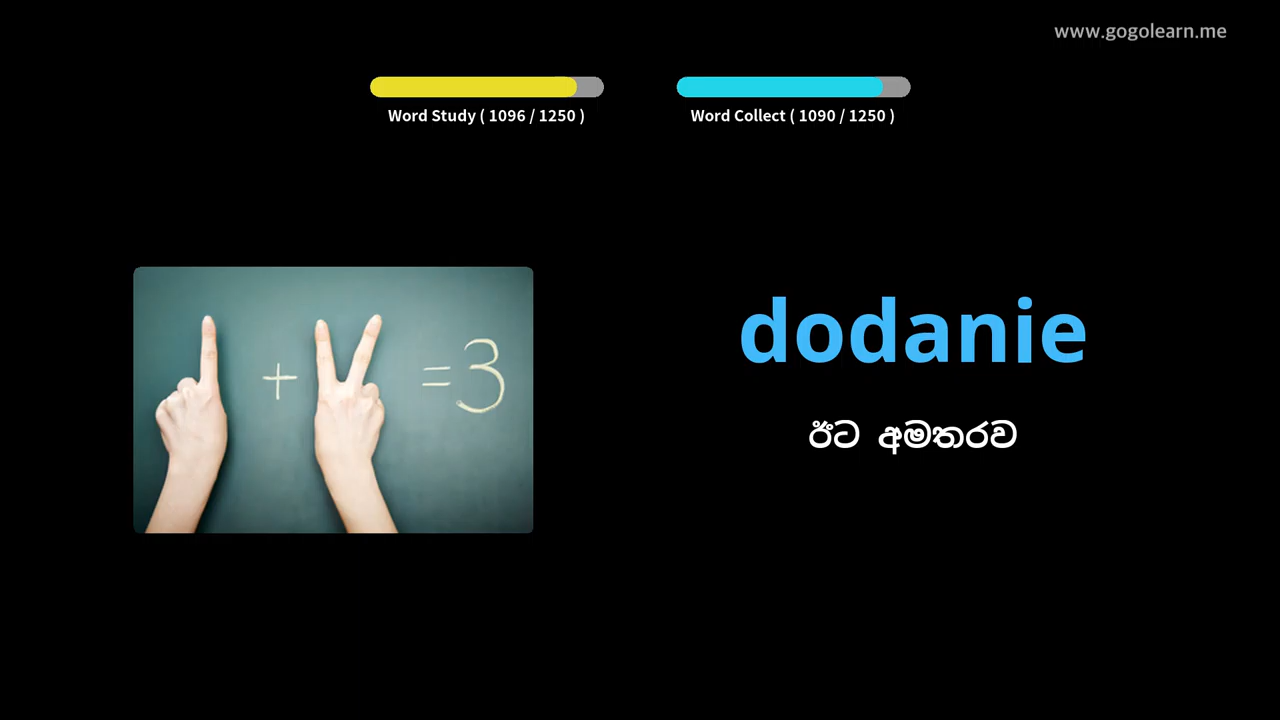 www.gogolearn.me
Word Study ( 1096 / 1250 )
Word Collect ( 1090 / 1250 )
+ = 3
dodanie
ඊට අමතරව